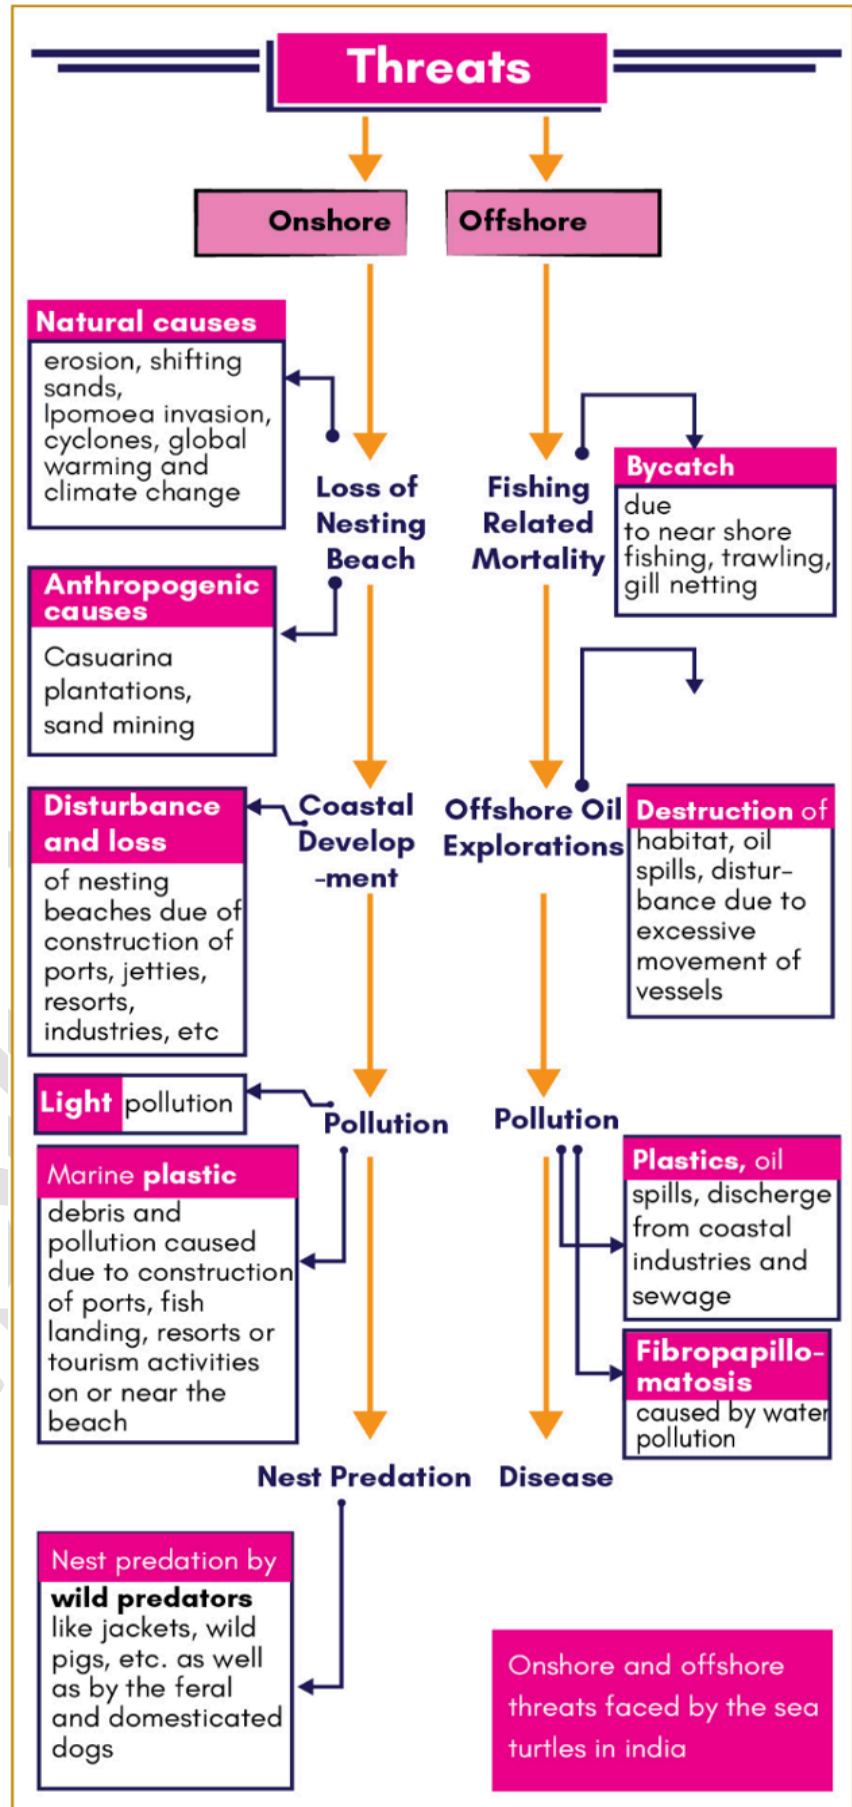 Threats
Onshore
Offshore
Natural causes
erosion, shifting
sands,
Ipomoea invasion,
cyclones, global
warming and
climate change
Loss of
Nesting
Beach
Anthropogenic
causes
Casuarina
plantations,
sand mining
Coastal
Develop
-ment
Disturbance
and loss
of nesting
beaches due of
construction of
ports, jetties,
resorts,
industries, etc
Pollution
Light pollution
Marine plastic
debris and
pollution caused
due to construction
of ports, fish
landing, resorts or
tourism activities
on or near the
beach
Nest Predation
Nest predation by
wild predators
like jackets, wild
pigs, etc. as well
as by the feral
and domesticated
dogs
Fishing
Related
Mortality
Bycatch
due
to near shore
fishing, trawling,
gill netting
Offshore Oil
Explorations
Destruction of
habitat, oil
spills, distur-
bance due to
excessive
movement of
vessels
Pollution
Plastics, oil
spills, discharge
from coastal
industries and
sewage
Fibropapillo-
matosis
caused by water
pollution
Disease
Onshore and offshore
threats faced by the sea
turtles in india